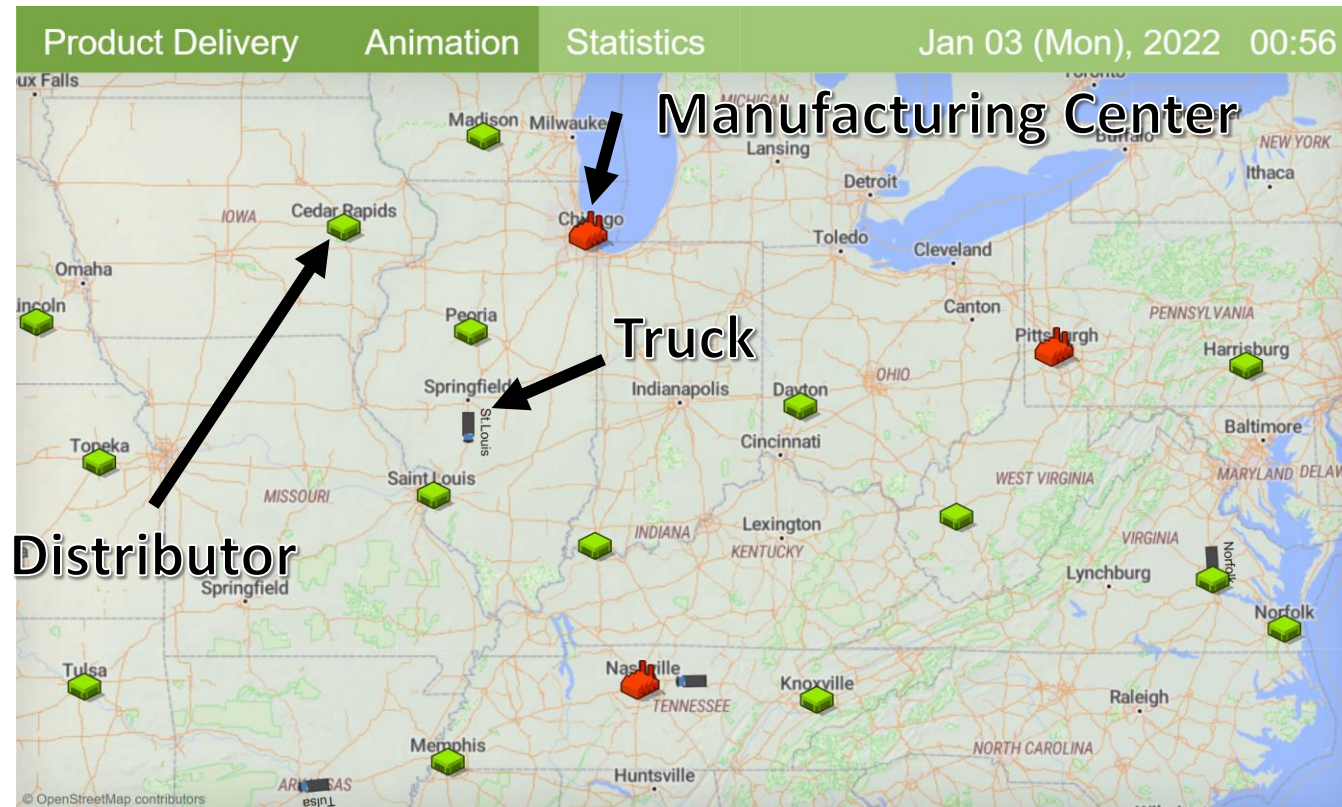 Product Delivery Animation Statistics Jan 03 (Mon), 2022 00:56
ux Falls
Toronto
Manufacturing Center
MICHIGAN
Madison
Milwauke
Lansing
Buffalo
NEW YORK
Ithaca
Detroit
IOWA
Cedar Rapids
Chicago
Toledo
Cleveland
Omaha
incoln
Peoria
Truck
Canton
PENNSYLVANIA
Pittsburgh
Harrisburg
Springfield
Indianapolis
Dayton
OHIO
St.Louis
Baltimore
Topeka
Cincinnati
MISSOURI
Saint Louis
WEST VIRGINIA
MARYLAND
DELAW
Distributor
INDIANA
Lexington
KENTUCKY
VIRGINIA
Norfolk
Springfield
Lynchburg
Norfolk
Tulsa
Nashville
Knoxville
TENNESSEE
Raleigh
Memphis
NORTH CAROLINA
Huntsville
ARKANSAS
Tulsa
© OpenStreetMap contributors